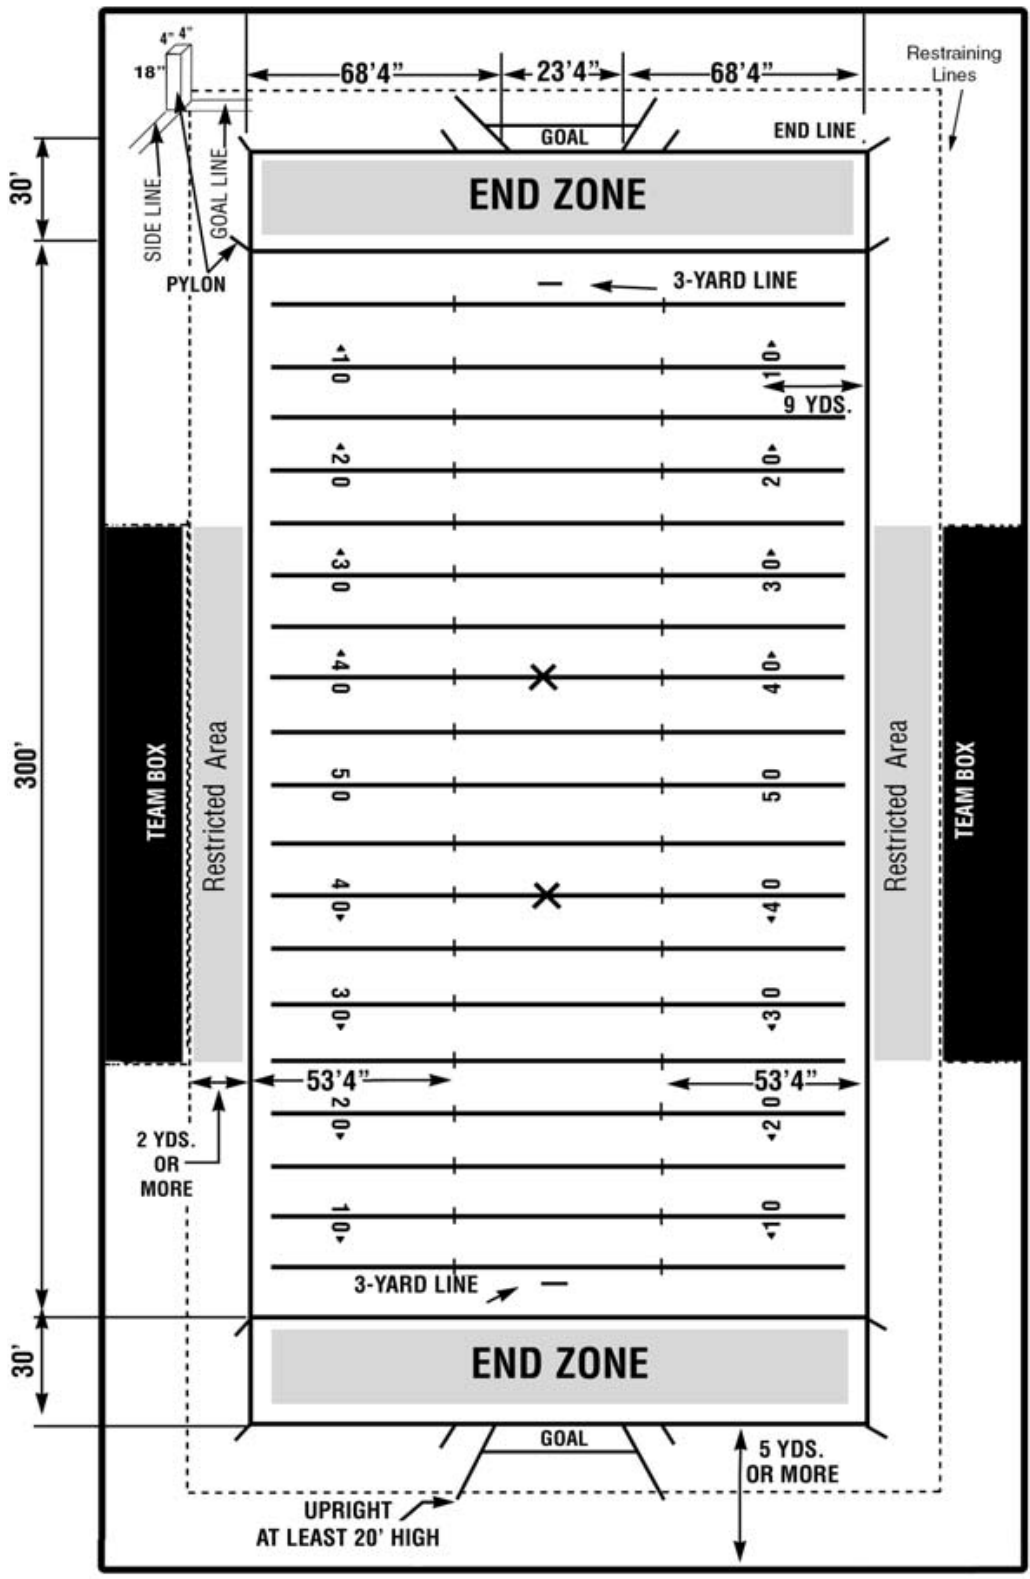 4" 4"
18"
68'4" 23'4" 68'4"
Restraining
Lines
GOAL
END LINE
30'
SIDE LINE
GOAL LINE
END ZONE
PYLON
3-YARD LINE
10 10
9 YDS.
20 20
30 30
40 40
300'
TEAM BOX
Restricted Area
50 50
Restricted Area
TEAM BOX
40 40
30 30
53'4" 53'4"
20 20
2 YDS.
OR
MORE
10 10
3-YARD LINE
30'
END ZONE
GOAL
5 YDS.
OR MORE
UPRIGHT
AT LEAST 20' HIGH